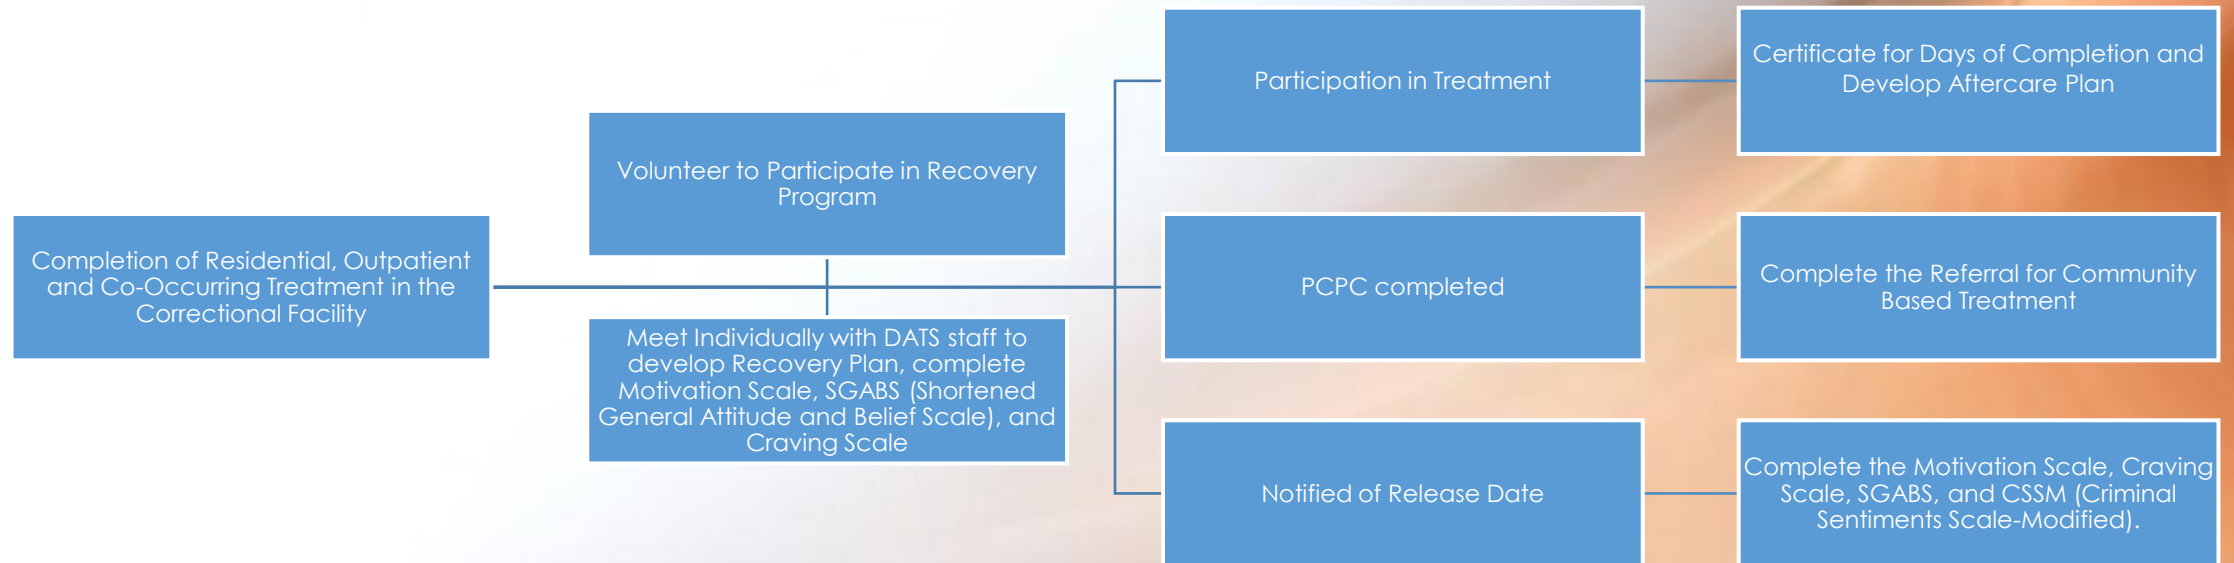 Completion of Residential, Outpatient
and Co-Occurring Treatment in the
Correctional Facility
Volunteer to Participate in Recovery
Program
Meet Individually with DATS staff to
develop Recovery Plan, complete
Motivation Scale, SGABS (Shortened
General Attitude and Belief Scale), and
Craving Scale
Participation in Treatment
Certificate for Days of Completion and
Develop Aftercare Plan
PCPC completed
Complete the Referral for Community
Based Treatment
Notified of Release Date
Complete the Motivation Scale, Craving
Scale, SGABS, and CSSM (Criminal
Sentiments Scale-Modified).